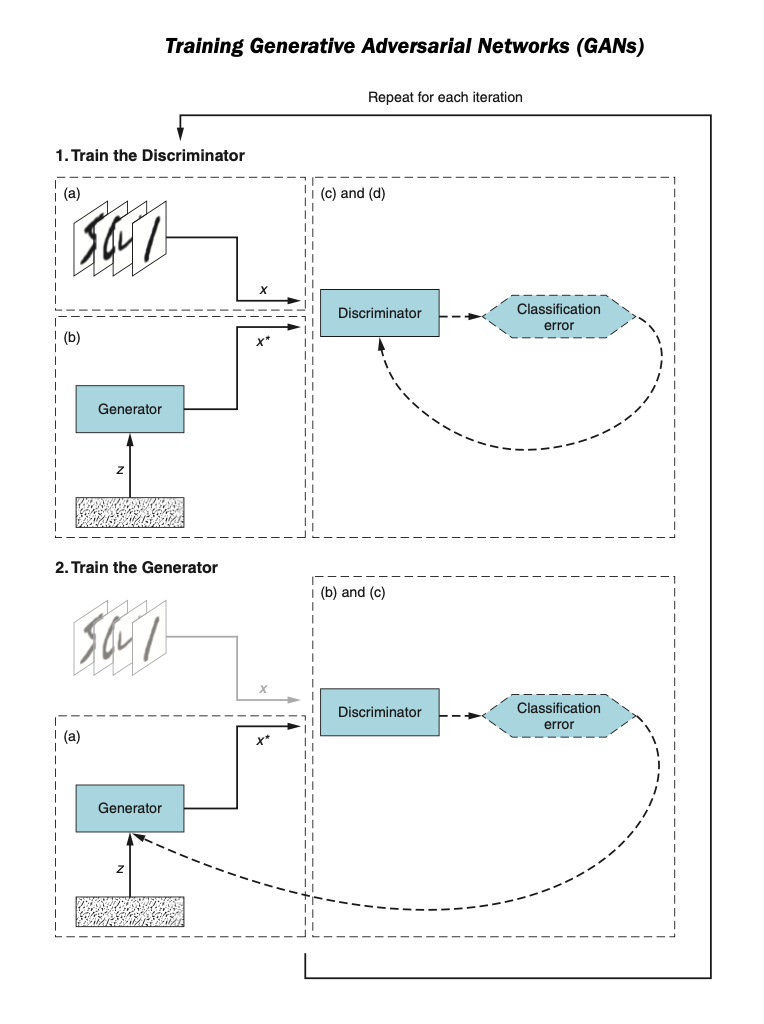 Training Generative Adversarial Networks (GANs)
Repeat for each iteration
1. Train the Discriminator
(a)
x
(b)
x*
Generator
z
(c) and (d)
Discriminator
Classification
error
2. Train the Generator
x
(a)
x*
Generator
z
(b) and (c)
Discriminator
Classification
error